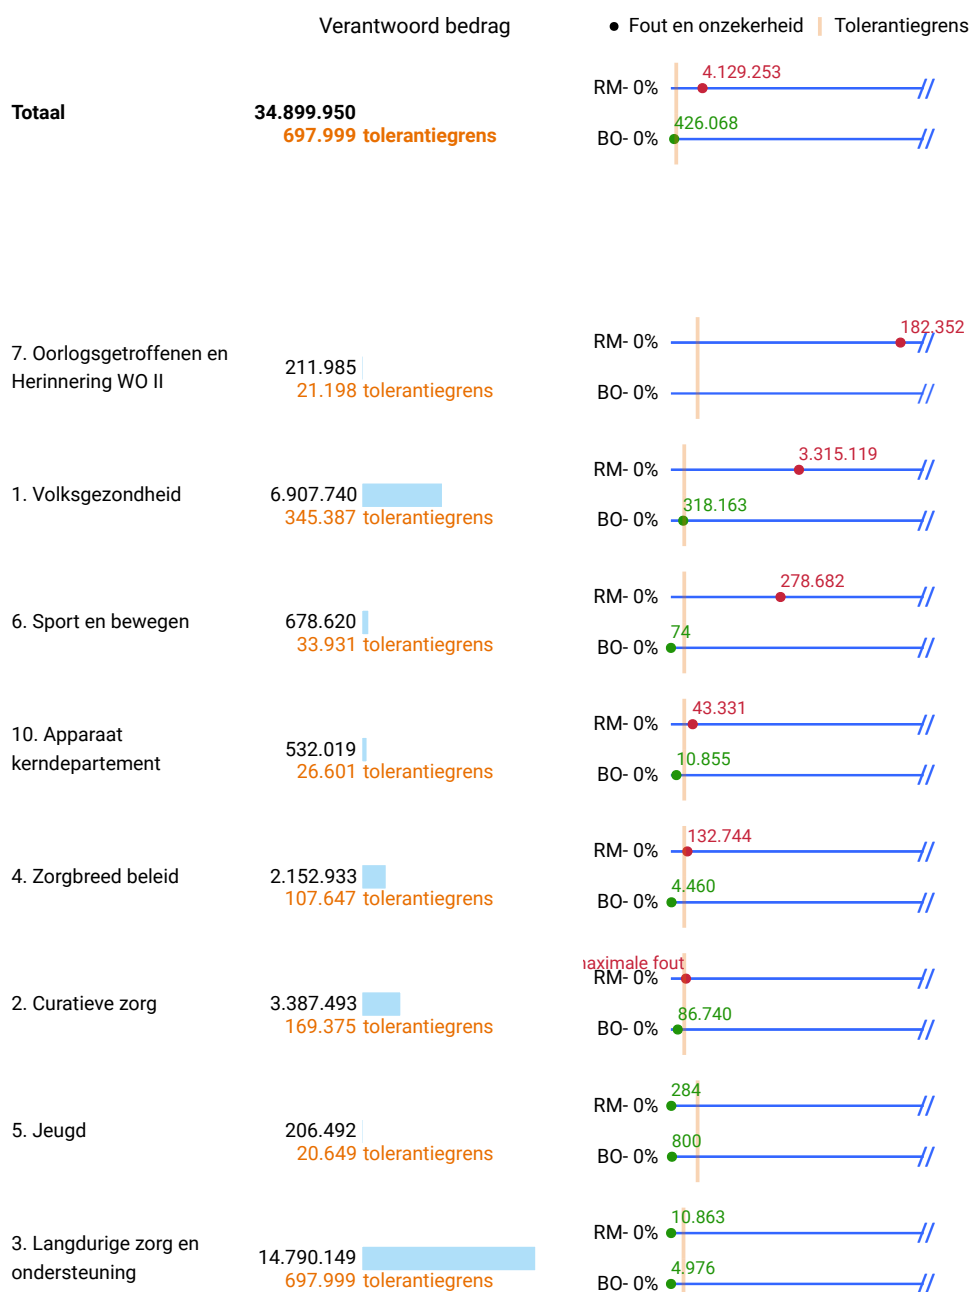 Verantwoord bedrag
Fout en onzekerheid
Tolerantiegrens
Totaal
34.899.950
697.999 tolerantiegrens
RM- 0%
4.129.253
BO- 0%
426.068
7. Oorlogsgetroffenen en
Herinnering WO II
211.985
21.198 tolerantiegrens
RM- 0%
182.352
BO- 0%
1. Volksgezondheid
6.907.740
345.387 tolerantiegrens
RM- 0%
3.315.119
BO- 0%
318.163
6. Sport en bewegen
678.620
33.931 tolerantiegrens
RM- 0%
278.682
BO- 0%
74
10. Apparaat
kerndepartement
532.019
26.601 tolerantiegrens
RM- 0%
43.331
BO- 0%
10.855
4. Zorgbreed beleid
2.152.933
107.647 tolerantiegrens
RM- 0%
132.744
BO- 0%
4.460
2. Curatieve zorg
3.387.493
169.375 tolerantiegrens
aximale fout
RM- 0%
BO- 0%
86.740
5. Jeugd
206.492
20.649 tolerantiegrens
RM- 0%
284
BO- 0%
800
3. Langdurige zorg en
ondersteuning
14.790.149
697.999 tolerantiegrens
RM- 0%
10.863
BO- 0%
4.976